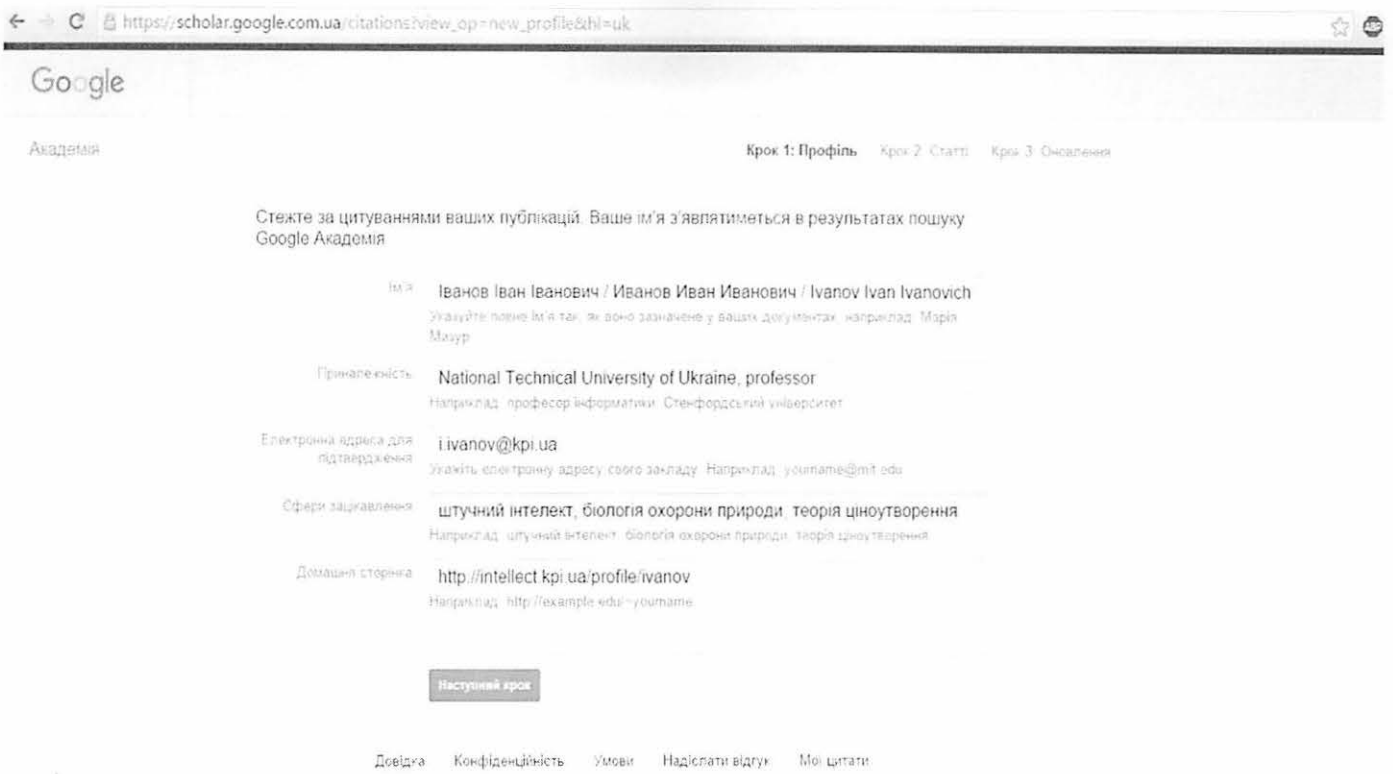 https://scholar.google.com.ua/citations?view_op=new_profile&hl=uk
ABP
Google
Академія
Крок 1: Профіль Крок 2: Статті Крок 3: Оновлення
Стежте за цитуваннями ваших публікацій. Ваше ім'я з'являтиметься в результатах пошуку
Google Академія
Ім'я
Іванов Іван Іванович / Иванов Иван Иванович / Ivanov Ivan Ivanovich
Указуйте повне ім'я так, як воно зазначене у ваших документах, наприклад: Марія
Мазур
Приналежність
National Technical University of Ukraine, professor
Наприклад: професор інформатики, Стенфордський університет
Електронна адреса для
підтвердження
i.ivanov@kpi.ua
Укажіть електронну адресу свого закладу. Наприклад: yourname@mit.edu
Сфери зацікавлення
штучний інтелект, біологія охорони природи, теорія ціноутворення
Наприклад: штучний інтелект, біологія охорони природи, теорія ціноутворення
Домашня сторінка
http://intellect.kpi.ua/profile/ivanov
Наприклад: http://example.edu/~yourname
Наступний крок
Довідка Конфіденційність Умови Надіслати відгук Мої цитати